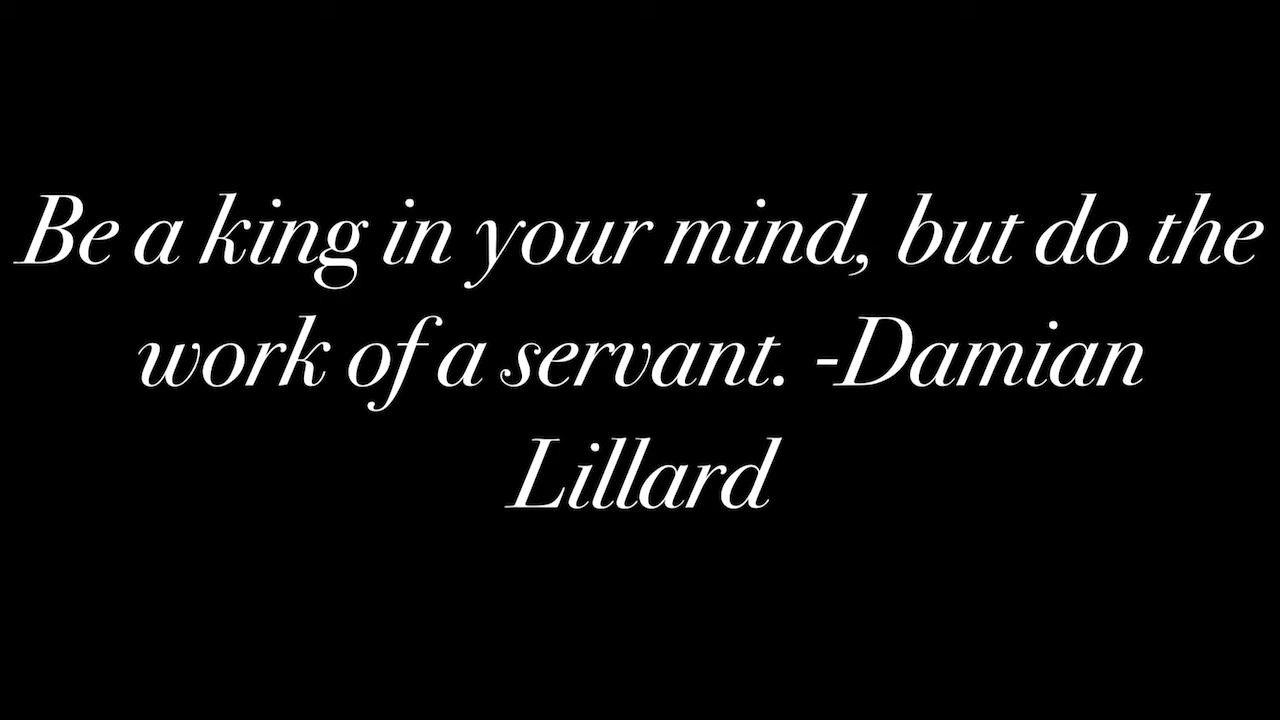 Be a king in your mind, but do the
work of a servant. -Damian
Lillard